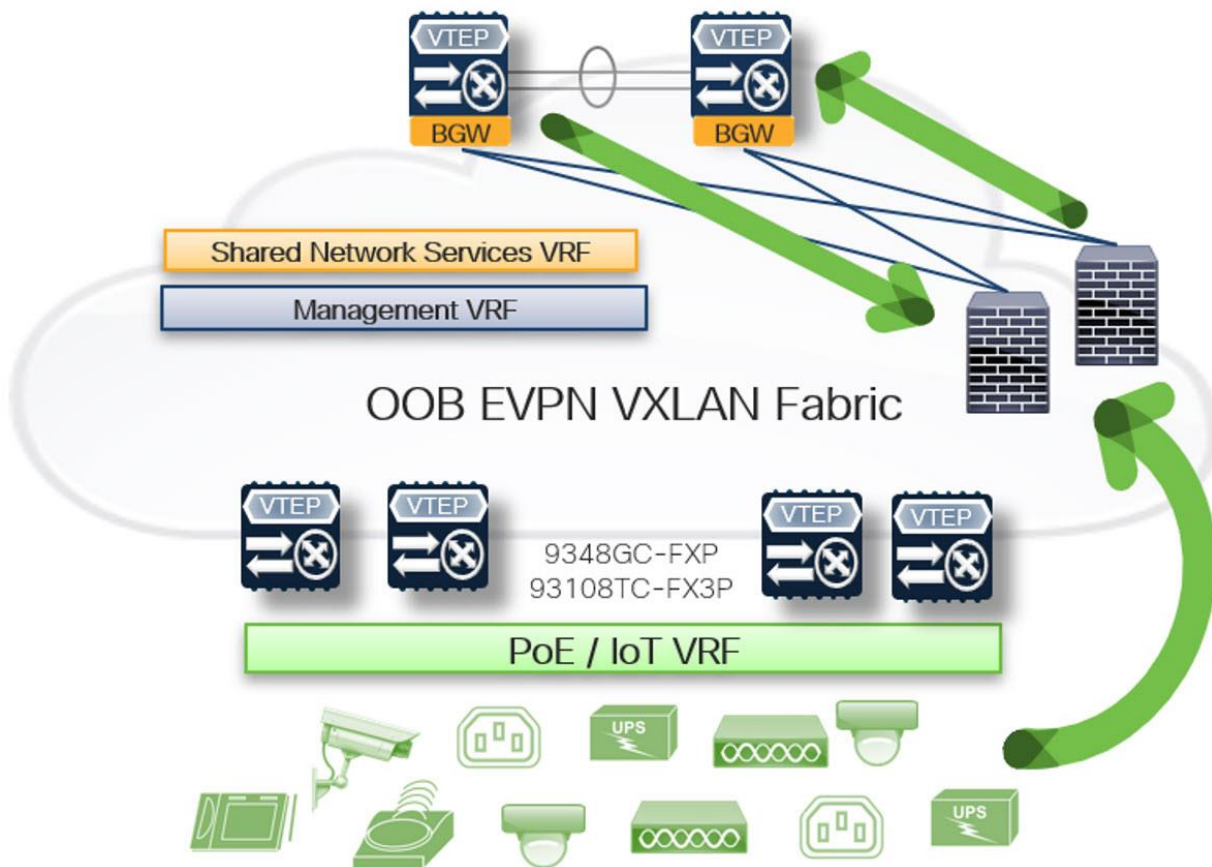 VTEP
VTEP
BGW
BGW
Shared Network Services VRF
Management VRF
OOB EVPN VXLAN Fabric
VTEP
VTEP
VTEP
VTEP
9348GC-FXP
93108TC-FX3P
PoE / IoT VRF
UPS
UPS